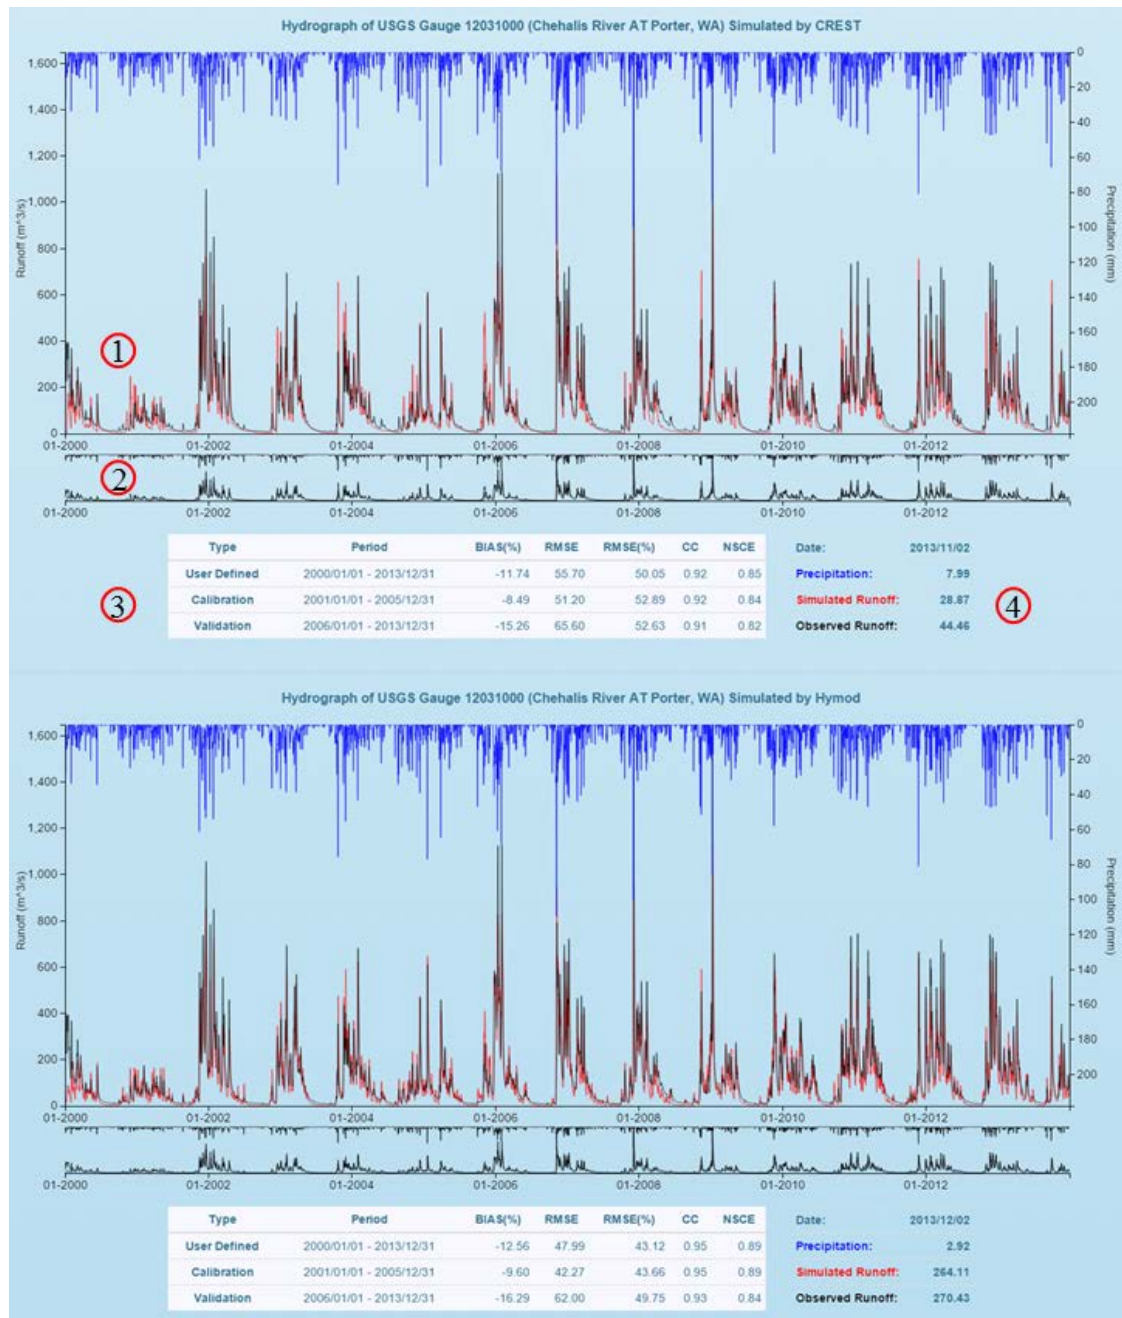 Hydrograph of USGS Gauge 12031000 (Chehalis River AT Porter, WA) Simulated by CREST
1,600
1,400
1,200
1,000
800
600
400
200
0
Runoff (m^3/s)
0
20
40
60
80
100
120
140
160
180
200
Precipitation (mm)
1
01-2000 01-2002 01-2004 01-2006 01-2008 01-2010 01-2012
2
01-2000 01-2002 01-2004 01-2006 01-2008 01-2010 01-2012
Type Period BIAS(%) RMSE RMSE(%) CC NSCE
User Defined 2000/01/01 - 2013/12/31 -11.74 55.70 50.05 0.92 0.85
Calibration 2001/01/01 - 2005/12/31 -8.49 51.20 52.89 0.92 0.84
Validation 2006/01/01 - 2013/12/31 -15.26 65.60 52.63 0.91 0.82
3
Date: 2013/11/02
Precipitation: 7.99
Simulated Runoff: 28.87
Observed Runoff: 44.46
4
Hydrograph of USGS Gauge 12031000 (Chehalis River AT Porter, WA) Simulated by Hymod
1,600
1,400
1,200
1,000
800
600
400
200
0
Runoff (m^3/s)
0
20
40
60
80
100
120
140
160
180
200
Precipitation (mm)
01-2000 01-2002 01-2004 01-2006 01-2008 01-2010 01-2012
01-2000 01-2002 01-2004 01-2006 01-2008 01-2010 01-2012
Type Period BIAS(%) RMSE RMSE(%) CC NSCE
User Defined 2000/01/01 - 2013/12/31 -12.56 47.99 43.12 0.95 0.89
Calibration 2001/01/01 - 2005/12/31 -9.60 42.27 43.66 0.95 0.89
Validation 2006/01/01 - 2013/12/31 -16.29 62.00 49.75 0.93 0.84
Date: 2013/12/02
Precipitation: 2.92
Simulated Runoff: 264.11
Observed Runoff: 270.43